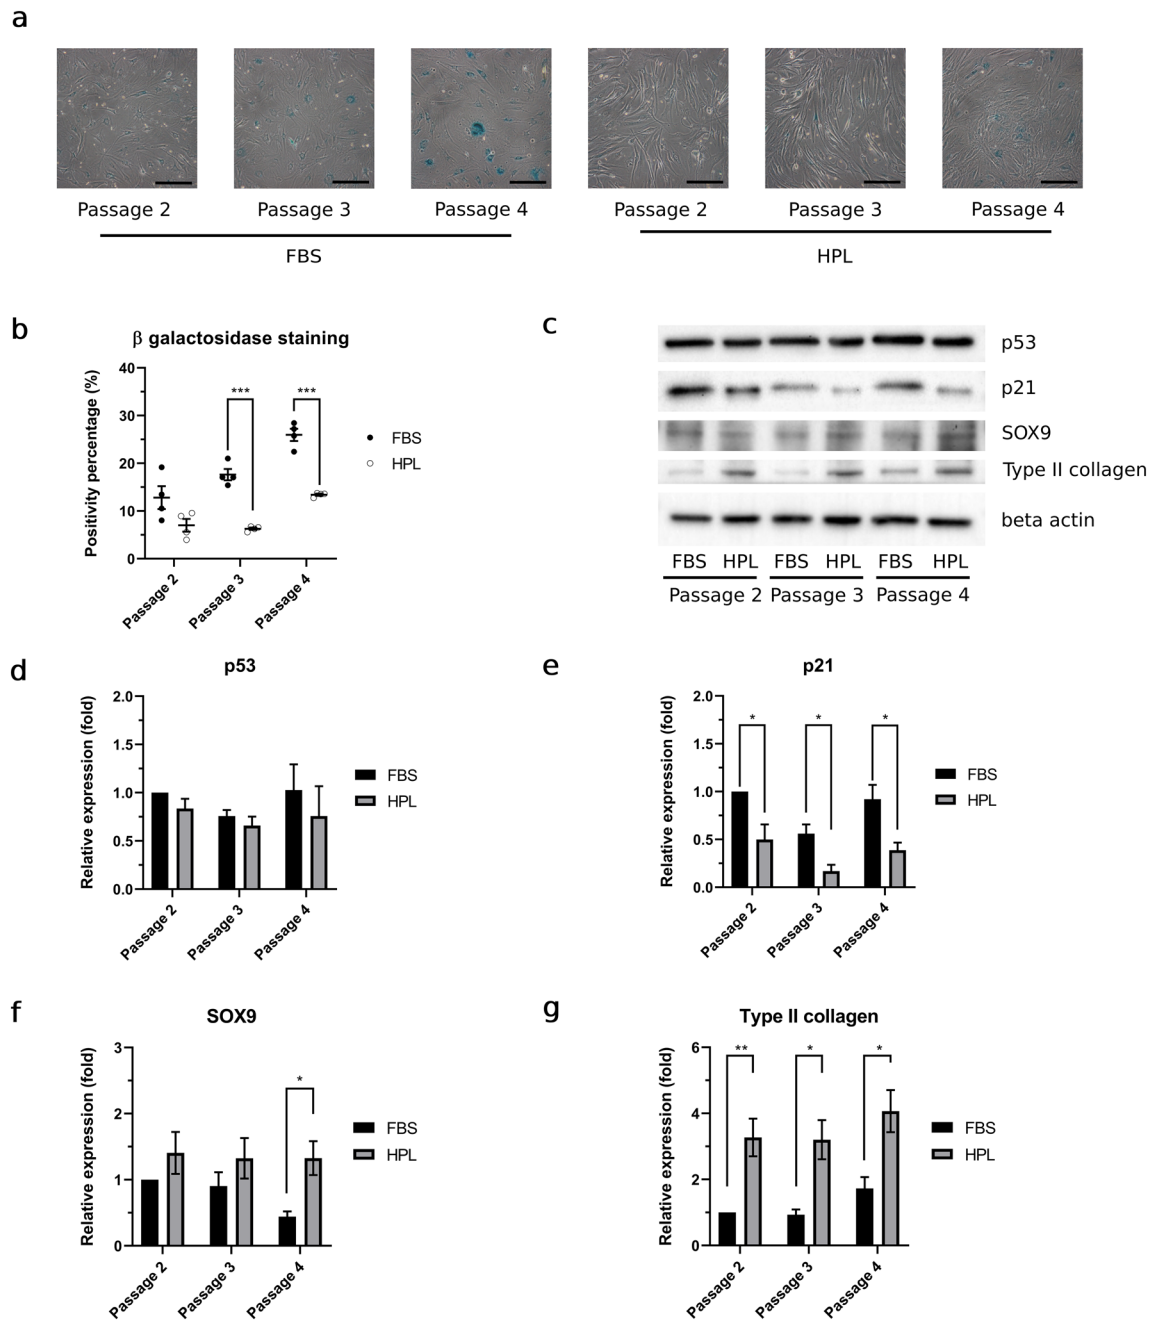 a
Passage 2 Passage 3 Passage 4 Passage 2 Passage 3 Passage 4
FBS HPL
b
β galactosidase staining
Positivity percentage (%)
40
30
20
10
0
*** ***
Passage 2 Passage 3 Passage 4
FBS
HPL
c
p53
p21
SOX9
Type II collagen
beta actin
FBS HPL FBS HPL FBS HPL
Passage 2 Passage 3 Passage 4
d
p53
Relative expression (fold)
2.0
1.5
1.0
0.5
0.0
Passage 2 Passage 3 Passage 4
FBS
HPL
e
p21
Relative expression (fold)
2.0
1.5
1.0
0.5
0.0
* * *
Passage 2 Passage 3 Passage 4
FBS
HPL
f
SOX9
Relative expression (fold)
3
2
1
0
*
Passage 2 Passage 3 Passage 4
FBS
HPL
g
Type II collagen
Relative expression (fold)
6
4
2
0
** * *
Passage 2 Passage 3 Passage 4
FBS
HPL